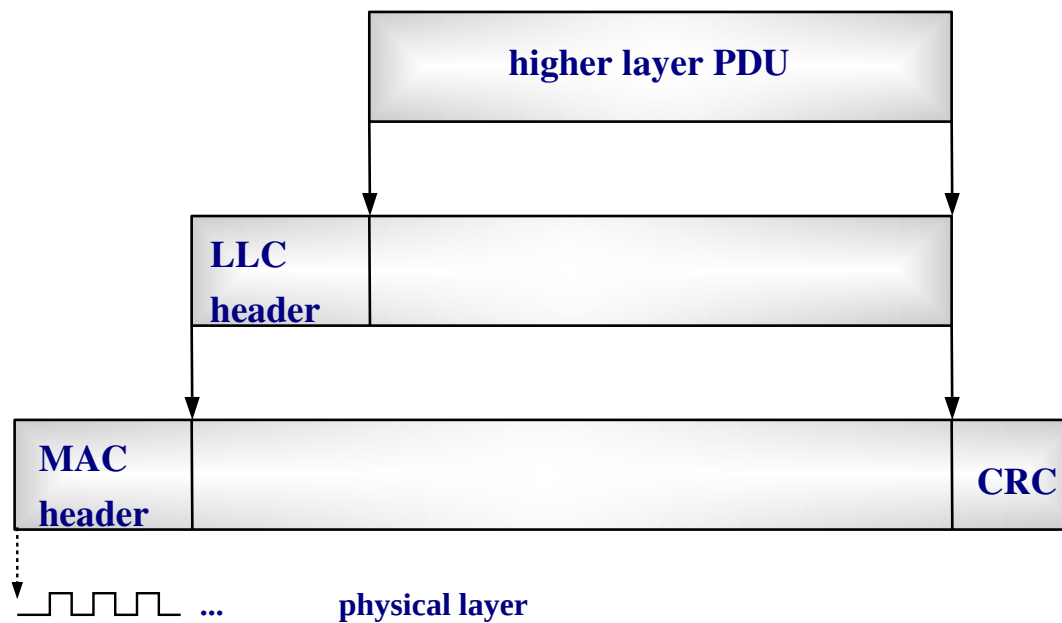 higher layer PDU
LLC
header
MAC
header
CRC
... physical layer